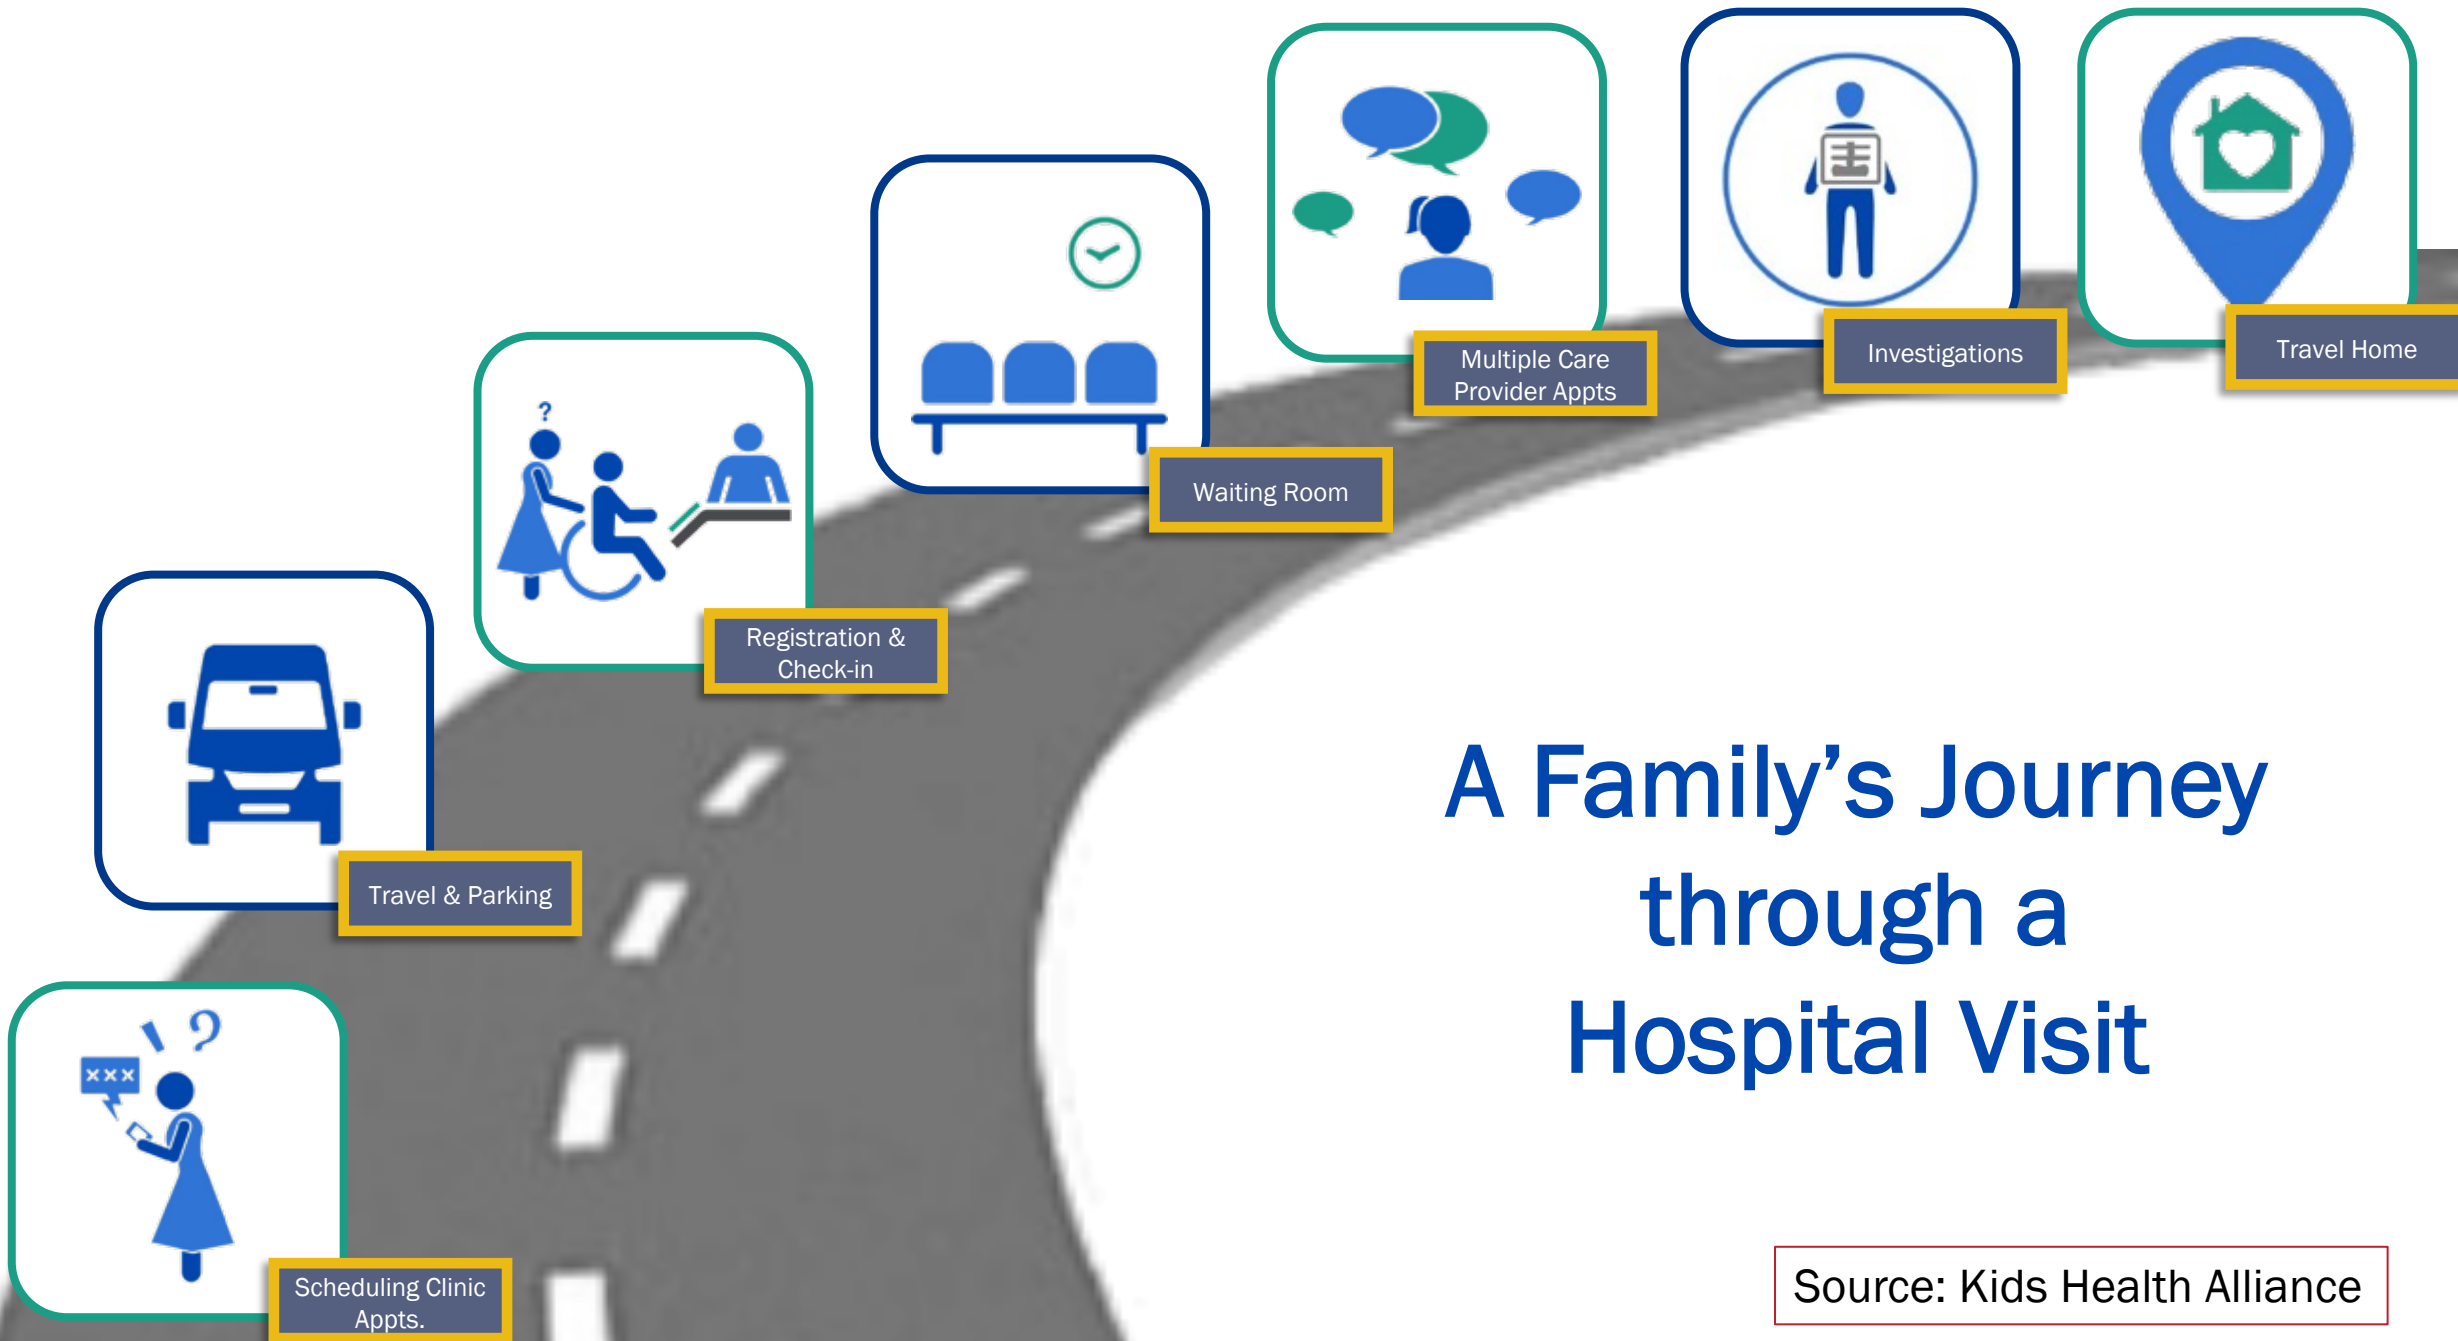 Multiple Care
Provider Appts
Investigations
Travel Home
Waiting Room
?
Registration &
Check-in
Travel & Parking
A Family’s Journey
through a
Hospital Visit
! ?
xxx
Scheduling Clinic
Appts.
Source: Kids Health Alliance